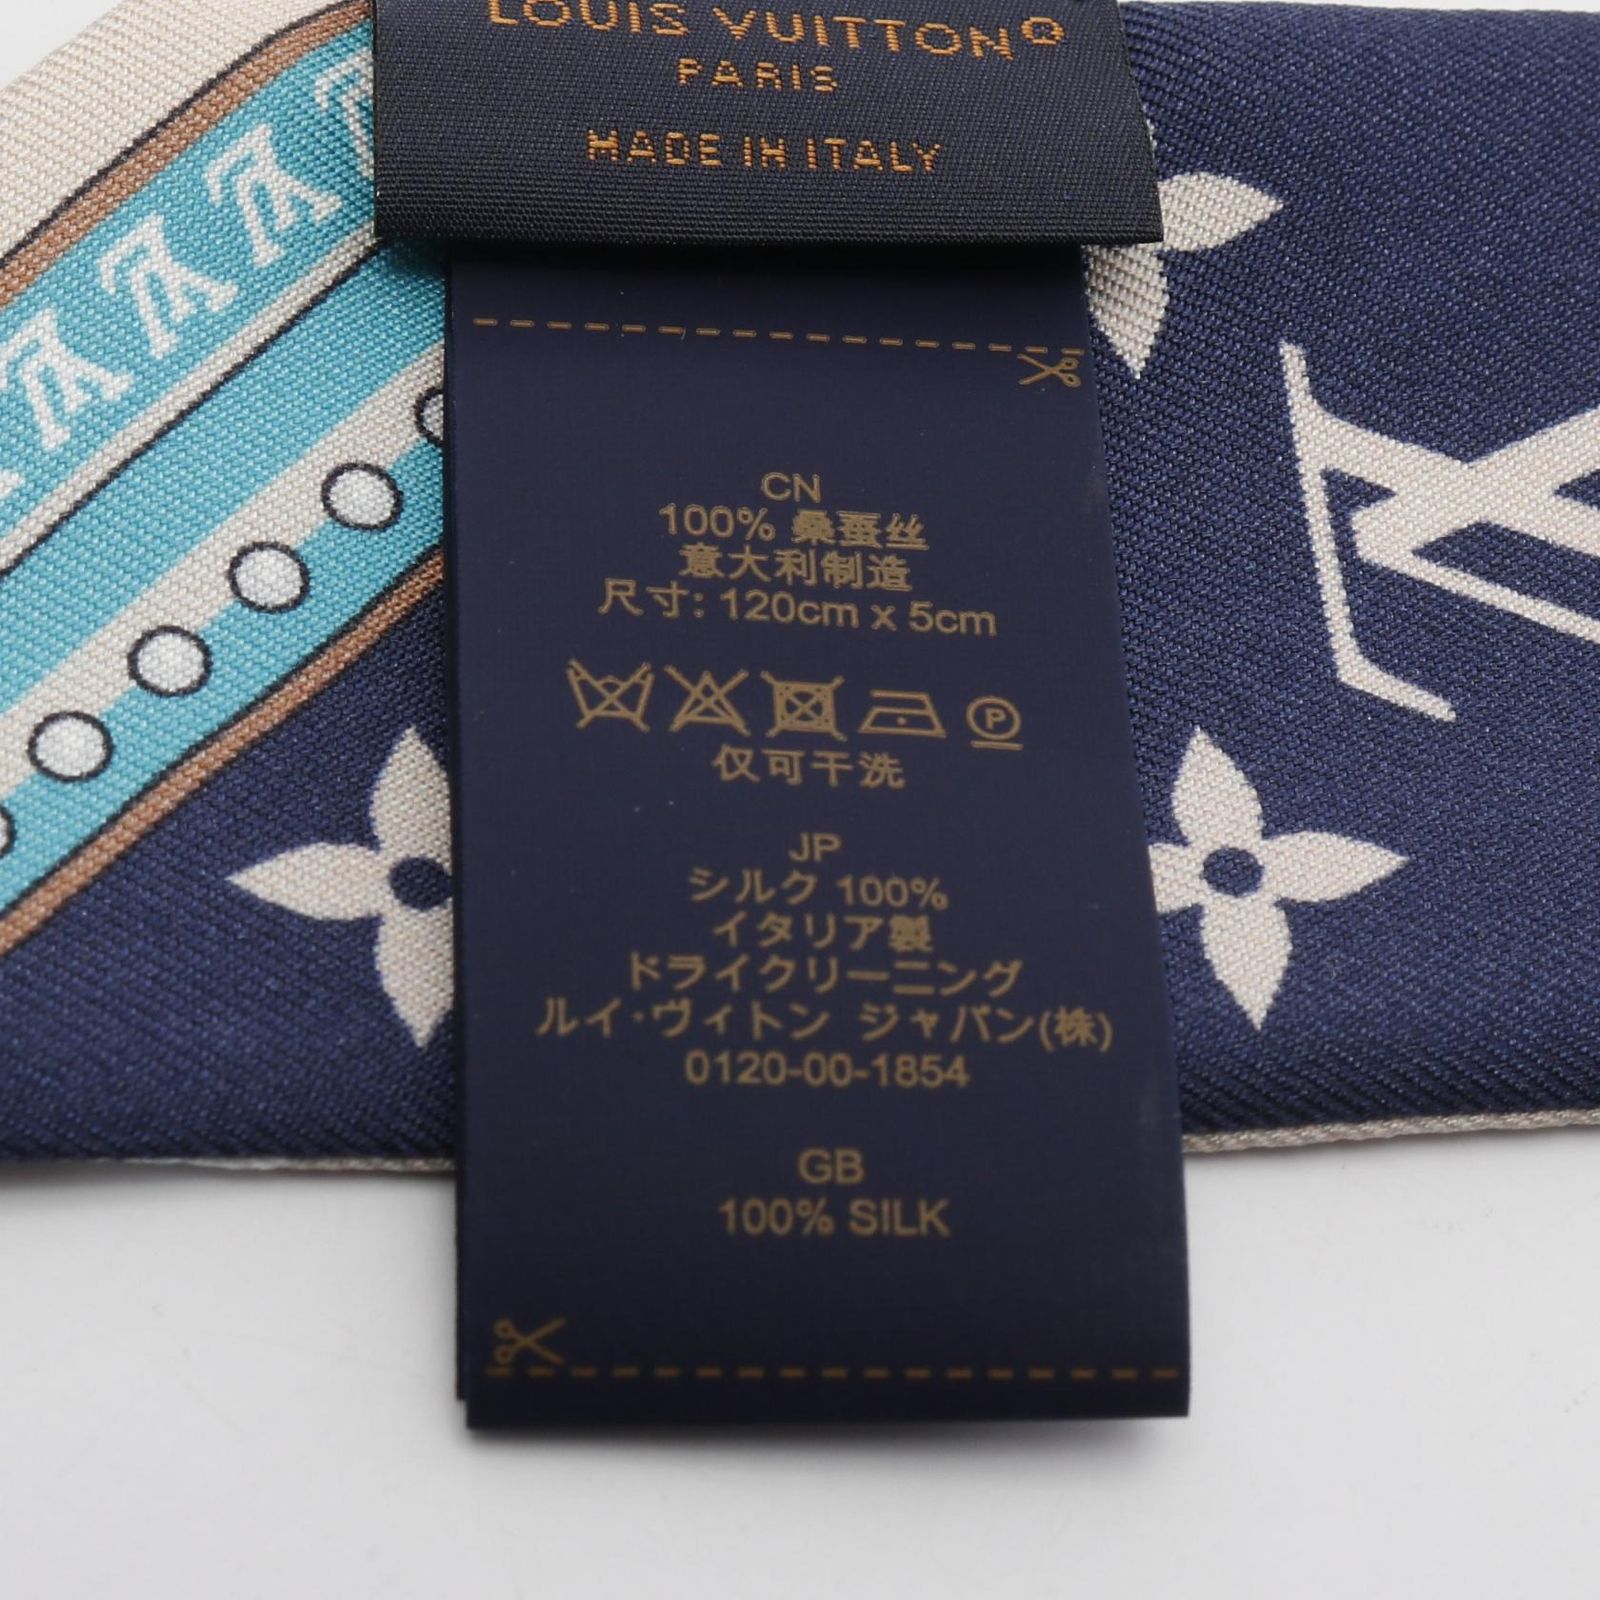 LOUIS VUITTON®
PARIS
MADE IN ITALY
CN
100% 桑蚕丝
意大利制造
尺寸: 120cm x 5cm
P
仅可干洗
JP
シルク 100%
イタリア製
ドライクリーニング
ルイ・ヴィトン ジャパン(株)
0120-00-1854
GB
100% SILK